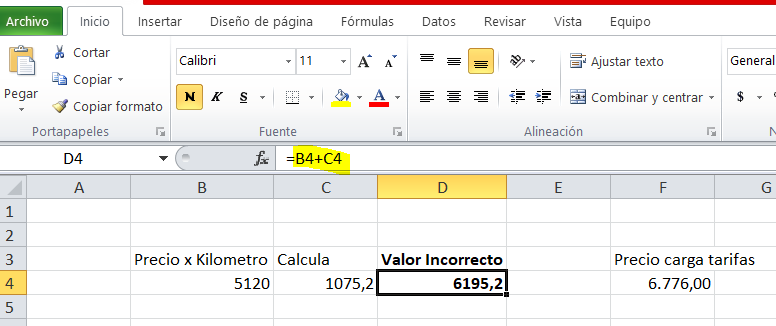 Archivo Inicio Insertar Diseño de página Fórmulas Datos Revisar Vista Equipo
Pegar
Cortar
Copiar
Copiar formato
Portapapeles
Calibri 11 A A
N K S A
Fuente
Ajustar texto
Combinar y centrar
Alineación
General
$
D4 fx =B4+C4
A B C D E F G
1
2
3 Precio x Kilometro Calcula Valor Incorrecto Precio carga tarifas
4 5120 1075,2 6195,2 6.776,00
5